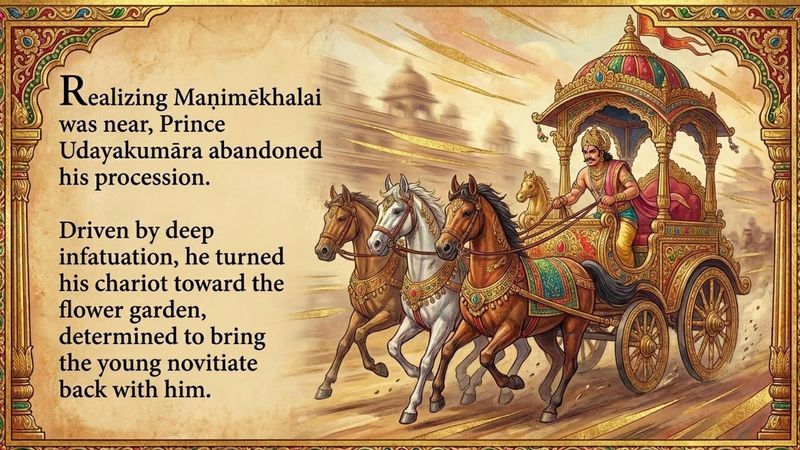 Realizing Maṇimēkhalai
was near, Prince
Udayakumāra abandoned
his procession.
Driven by deep
infatuation, he turned
his chariot toward the
flower garden,
determined to bring
the young novitiate
back with him.